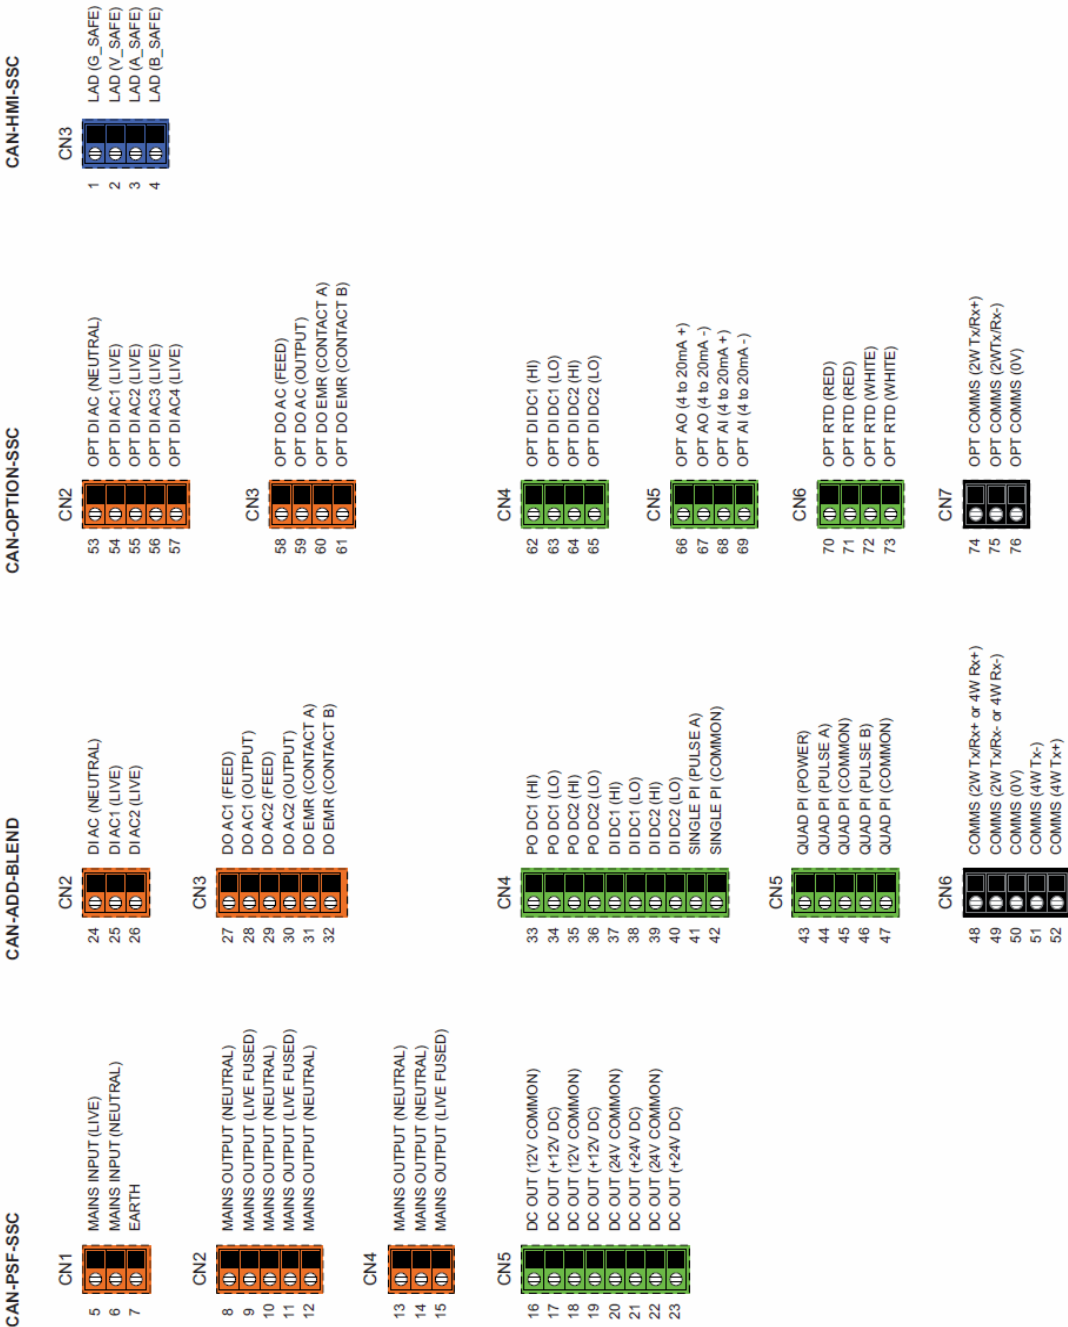 CAN-PSF-SSC
CN1
5 MAINS INPUT (LIVE)
6 MAINS INPUT (NEUTRAL)
7 EARTH
CN2
8 MAINS OUTPUT (NEUTRAL)
9 MAINS OUTPUT (LIVE FUSED)
10 MAINS OUTPUT (NEUTRAL)
11 MAINS OUTPUT (LIVE FUSED)
12 MAINS OUTPUT (NEUTRAL)
CN4
13 MAINS OUTPUT (NEUTRAL)
14 MAINS OUTPUT (NEUTRAL)
15 MAINS OUTPUT (LIVE FUSED)
CN5
16 DC OUT (12V COMMON)
17 DC OUT (+12V DC)
18 DC OUT (12V COMMON)
19 DC OUT (+12V DC)
20 DC OUT (24V COMMON)
21 DC OUT (+24V DC)
22 DC OUT (24V COMMON)
23 DC OUT (+24V DC)
CAN-ADD-BLEND
CN2
24 DI AC (NEUTRAL)
25 DI AC1 (LIVE)
26 DI AC2 (LIVE)
CN3
27 DO AC1 (FEED)
28 DO AC1 (OUTPUT)
29 DO AC2 (FEED)
30 DO AC2 (OUTPUT)
31 DO EMR (CONTACT A)
32 DO EMR (CONTACT B)
CN4
33 PO DC1 (HI)
34 PO DC1 (LO)
35 PO DC2 (HI)
36 PO DC2 (LO)
37 DI DC1 (HI)
38 DI DC1 (LO)
39 DI DC2 (HI)
40 DI DC2 (LO)
41 SINGLE PI (PULSE A)
42 SINGLE PI (COMMON)
CN5
43 QUAD PI (POWER)
44 QUAD PI (PULSE A)
45 QUAD PI (COMMON)
46 QUAD PI (PULSE B)
47 QUAD PI (COMMON)
CN6
48 COMMS (2W Tx/Rx+ or 4W Rx+)
49 COMMS (2W Tx/Rx- or 4W Rx-)
50 COMMS (0V)
51 COMMS (4W Tx-)
52 COMMS (4W Tx+)
CAN-OPTION-SSC
CN2
53 OPT DI AC (NEUTRAL)
54 OPT DI AC1 (LIVE)
55 OPT DI AC2 (LIVE)
56 OPT DI AC3 (LIVE)
57 OPT DI AC4 (LIVE)
CN3
58 OPT DO AC (FEED)
59 OPT DO AC (OUTPUT)
60 OPT DO EMR (CONTACT A)
61 OPT DO EMR (CONTACT B)
CN4
62 OPT DI DC1 (HI)
63 OPT DI DC1 (LO)
64 OPT DI DC2 (HI)
65 OPT DI DC2 (LO)
CN5
66 OPT AO (4 to 20mA +)
67 OPT AO (4 to 20mA -)
68 OPT AI (4 to 20mA +)
69 OPT AI (4 to 20mA -)
CN6
70 OPT RTD (RED)
71 OPT RTD (RED)
72 OPT RTD (WHITE)
73 OPT RTD (WHITE)
CN7
74 OPT COMMS (2W Tx/Rx+)
75 OPT COMMS (2WTx/Rx-)
76 OPT COMMS (0V)
CAN-HMI-SSC
CN3
1 LAD (G_SAFE)
2 LAD (V_SAFE)
3 LAD (A_SAFE)
4 LAD (B_SAFE)